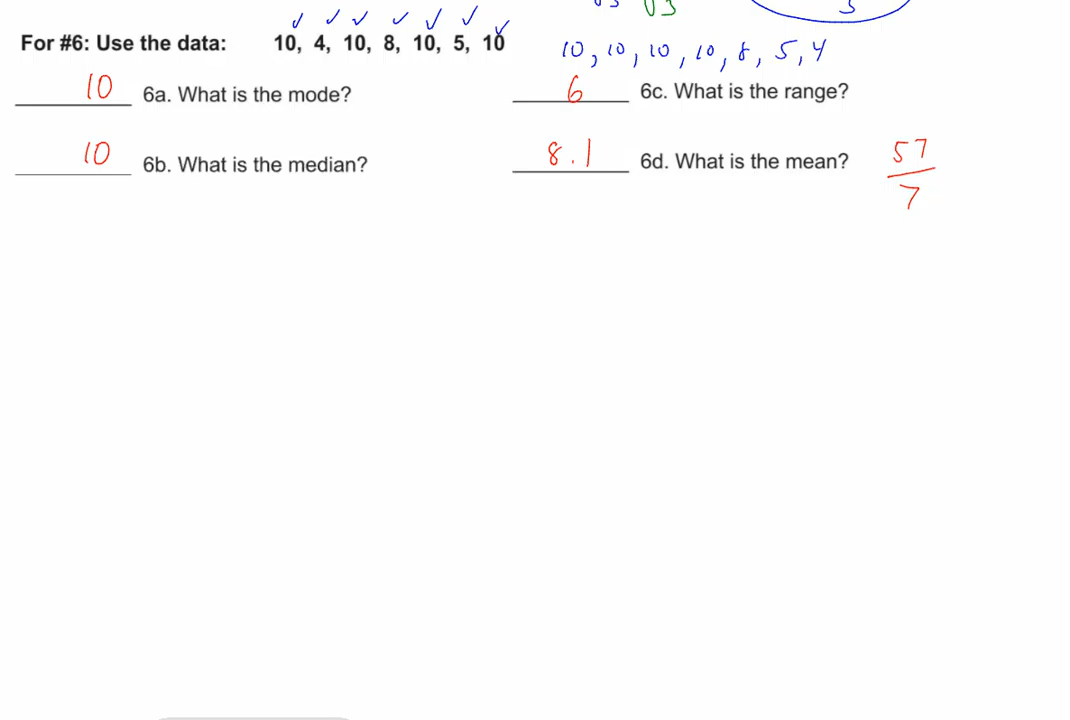 For #6: Use the data: 10, 4, 10, 8, 10, 5, 10 10, 10, 10, 10, 8, 5, 4
10 6a. What is the mode? 6 6c. What is the range?
10 6b. What is the median? 8.1 6d. What is the mean? 57
7